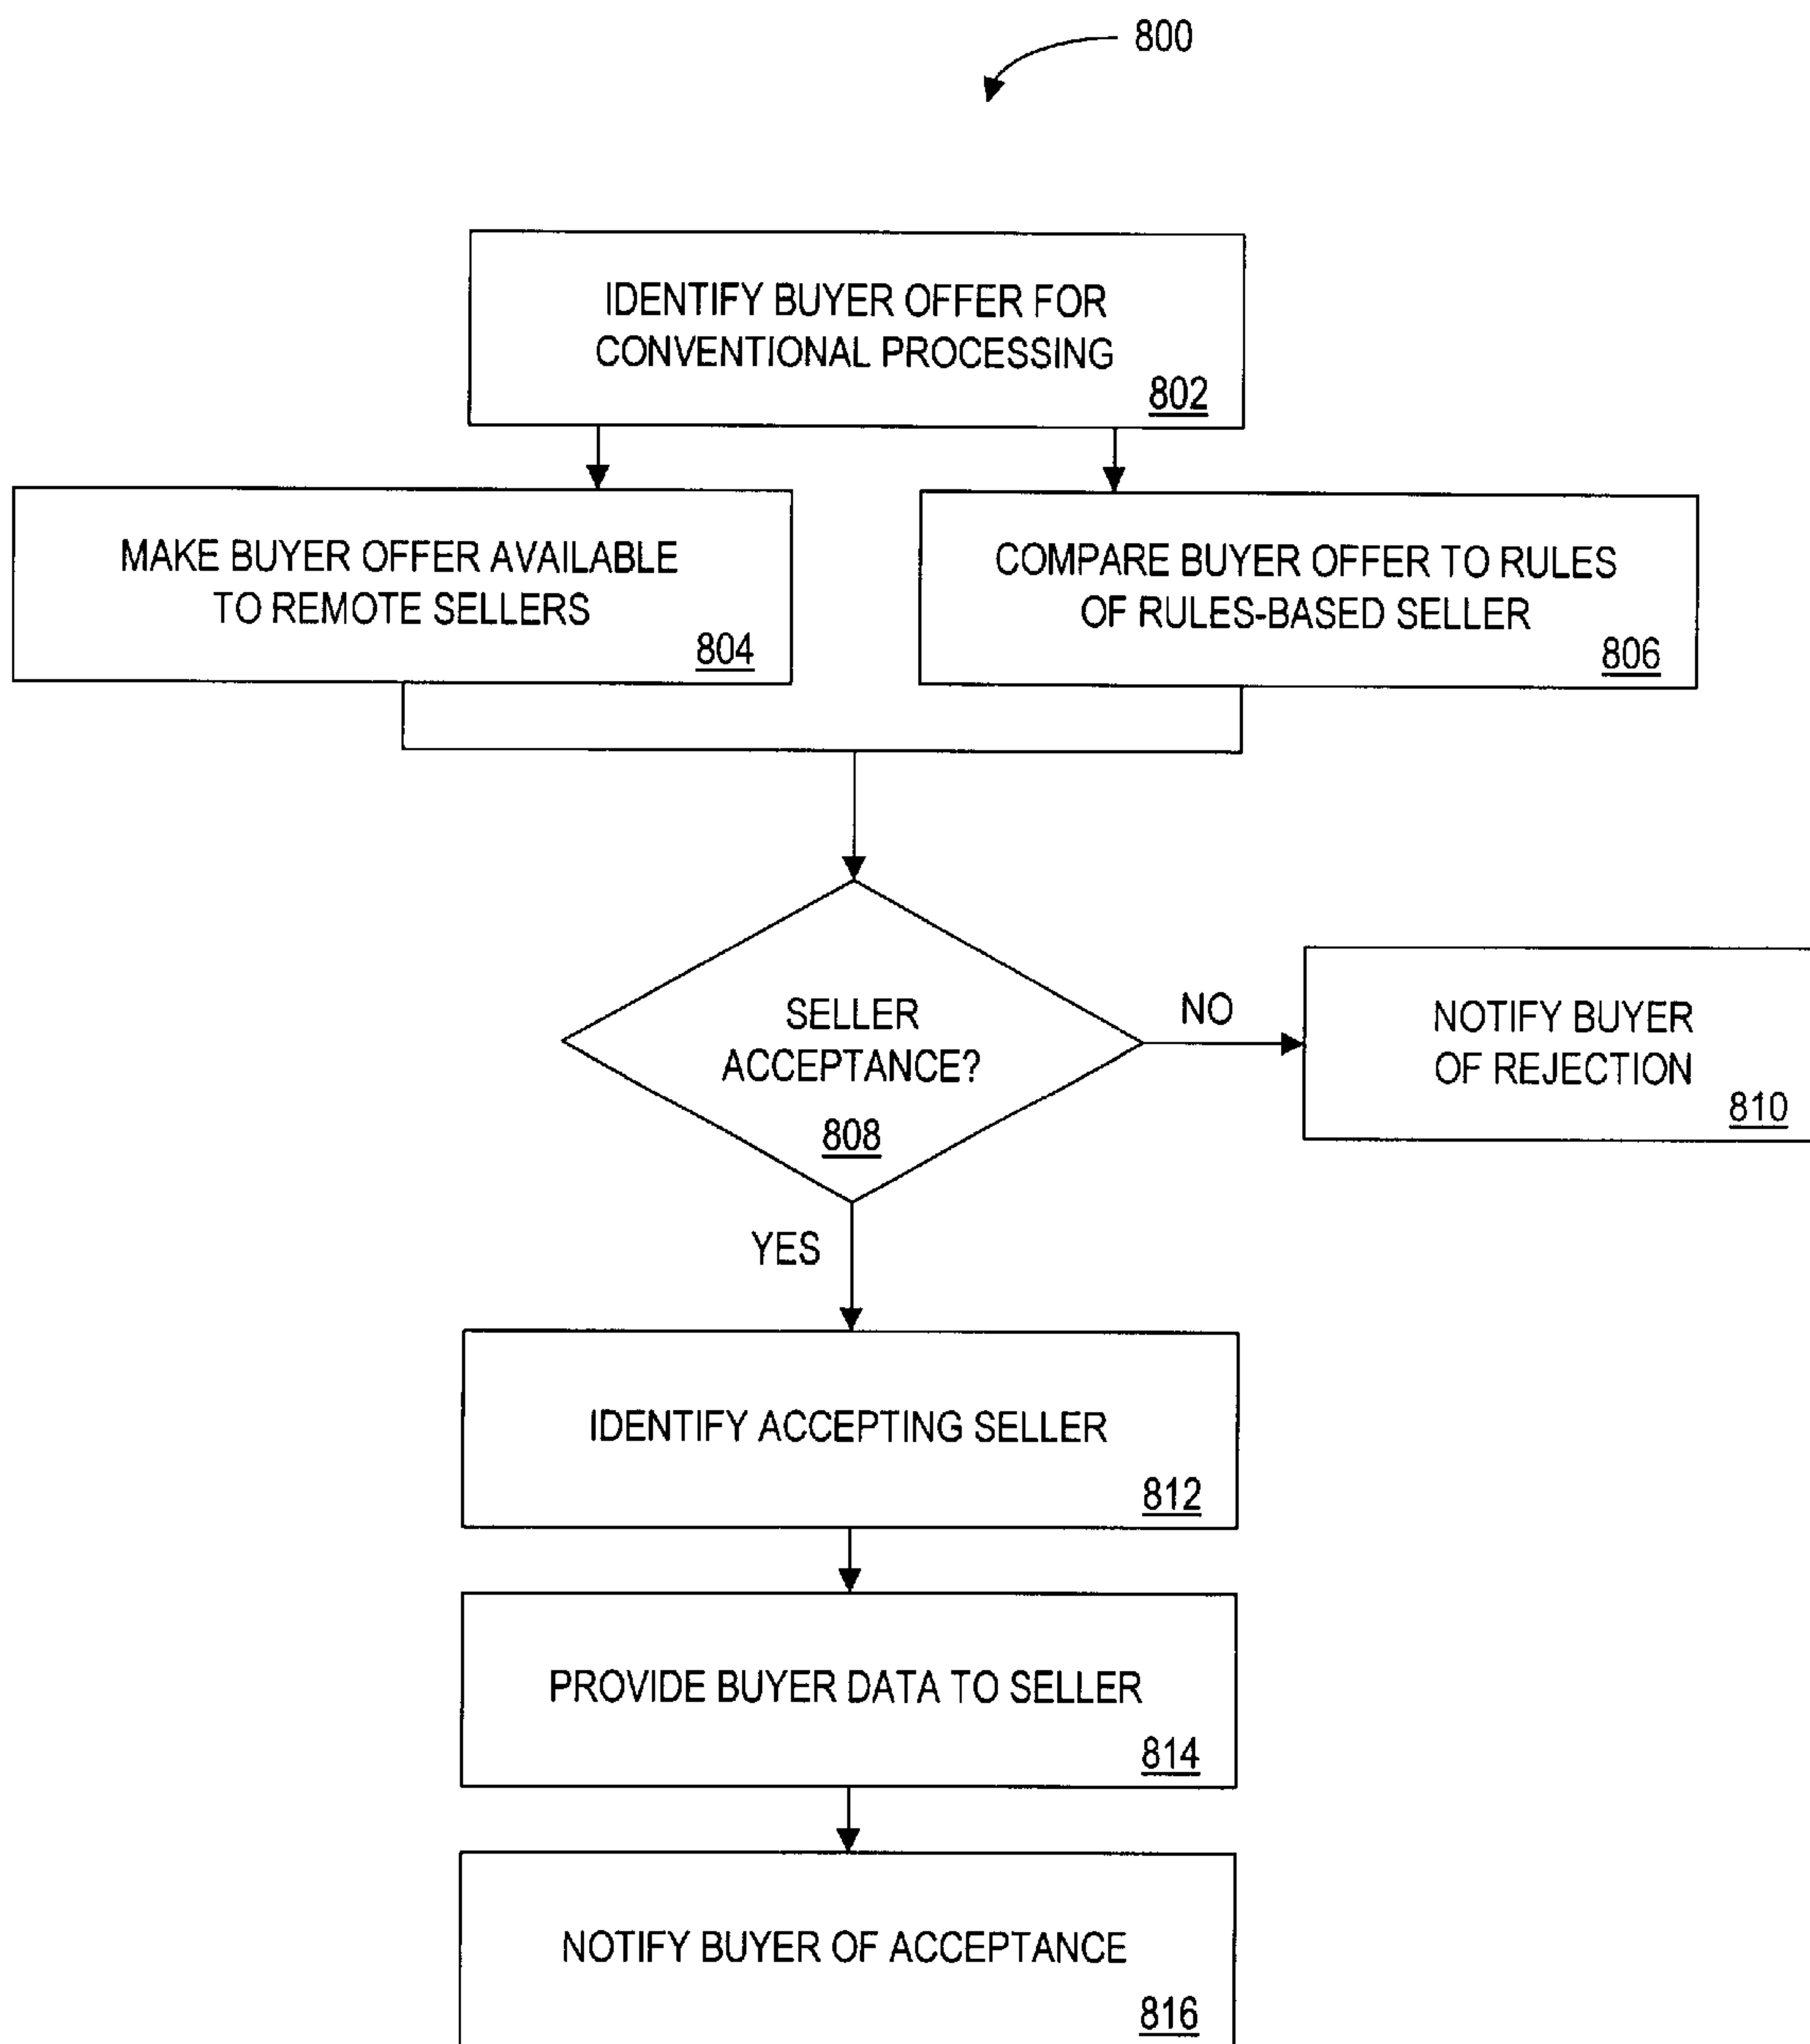 800
IDENTIFY BUYER OFFER FOR
CONVENTIONAL PROCESSING
802
MAKE BUYER OFFER AVAILABLE
TO REMOTE SELLERS
804
COMPARE BUYER OFFER TO RULES
OF RULES-BASED SELLER
806
SELLER
ACCEPTANCE?
808
NO
NOTIFY BUYER
OF REJECTION
810
YES
IDENTIFY ACCEPTING SELLER
812
PROVIDE BUYER DATA TO SELLER
814
NOTIFY BUYER OF ACCEPTANCE
816